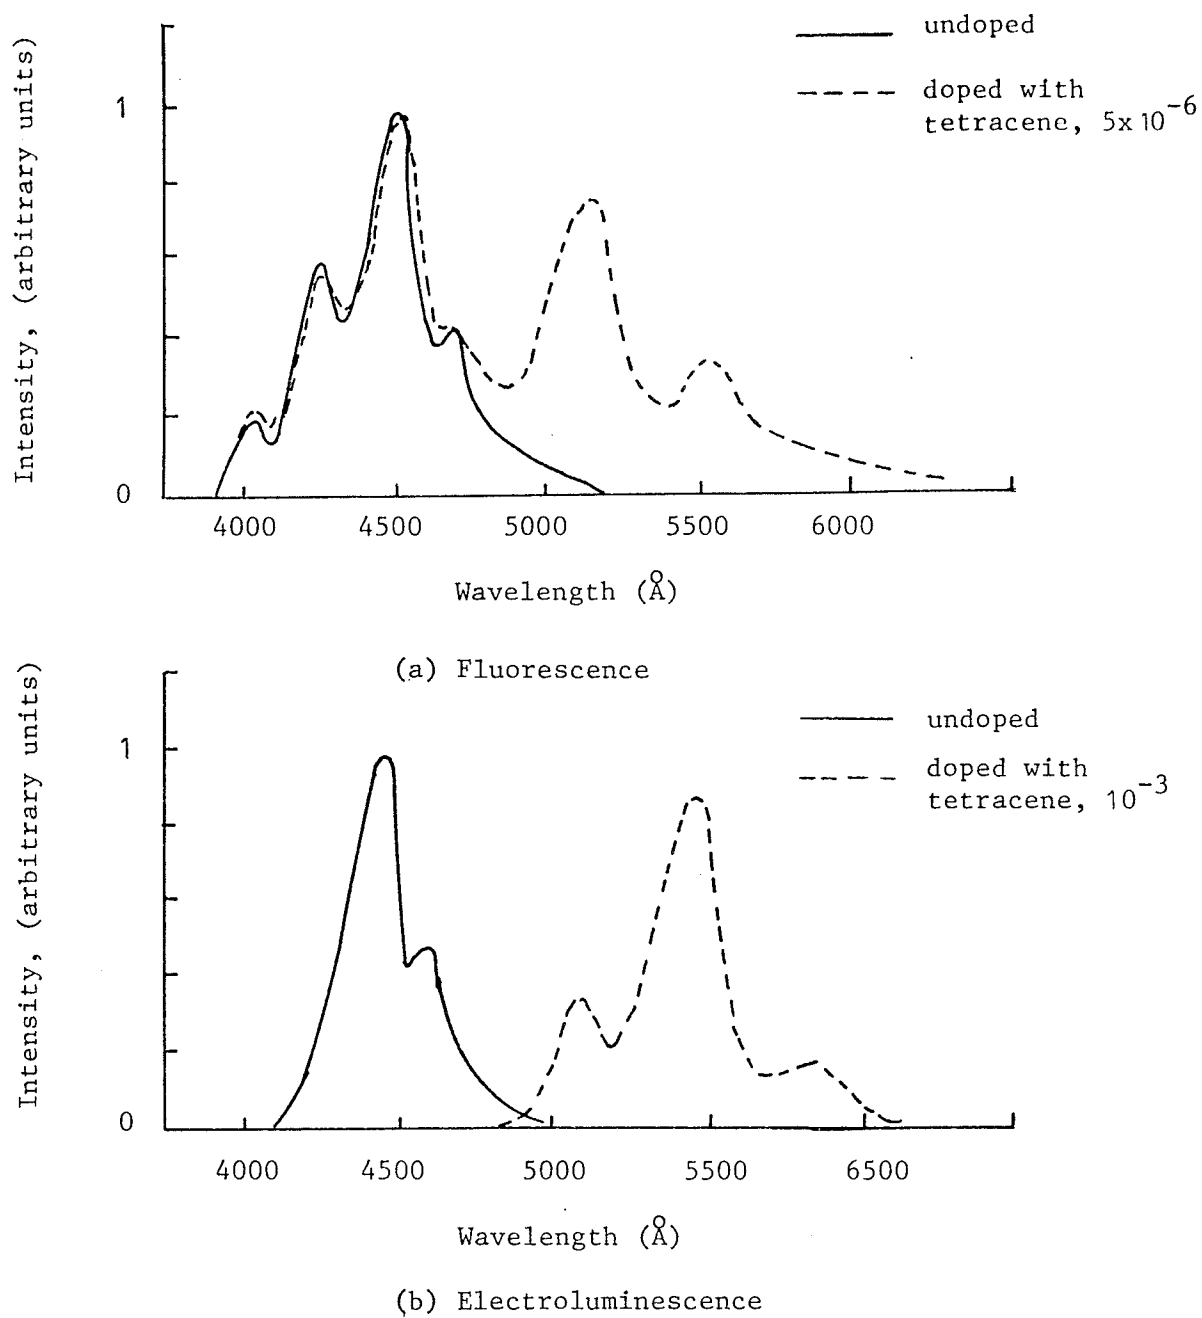 undoped
doped with
tetracene, 5x10⁻⁶
Intensity, (arbitrary units)
1
0
4000 4500 5000 5500 6000
Wavelength (Å)
(a) Fluorescence
undoped
doped with
tetracene, 10⁻³
Intensity, (arbitrary units)
1
0
4000 4500 5000 5500 6500
Wavelength (Å)
(b) Electroluminescence